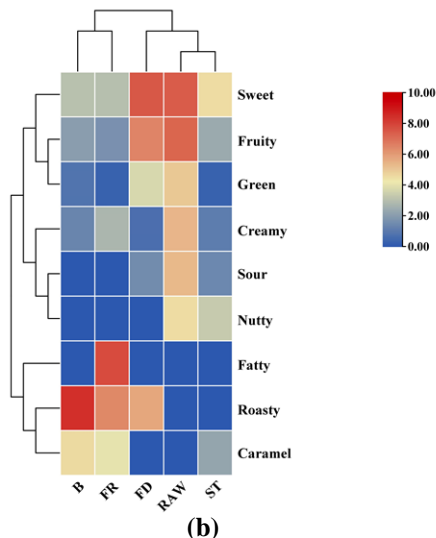 Sweet
Fruity
Green
Creamy
Sour
Nutty
Fatty
Roasty
Caramel
B FR FD RAW ST
10.00
8.00
6.00
4.00
2.00
0.00
(b)